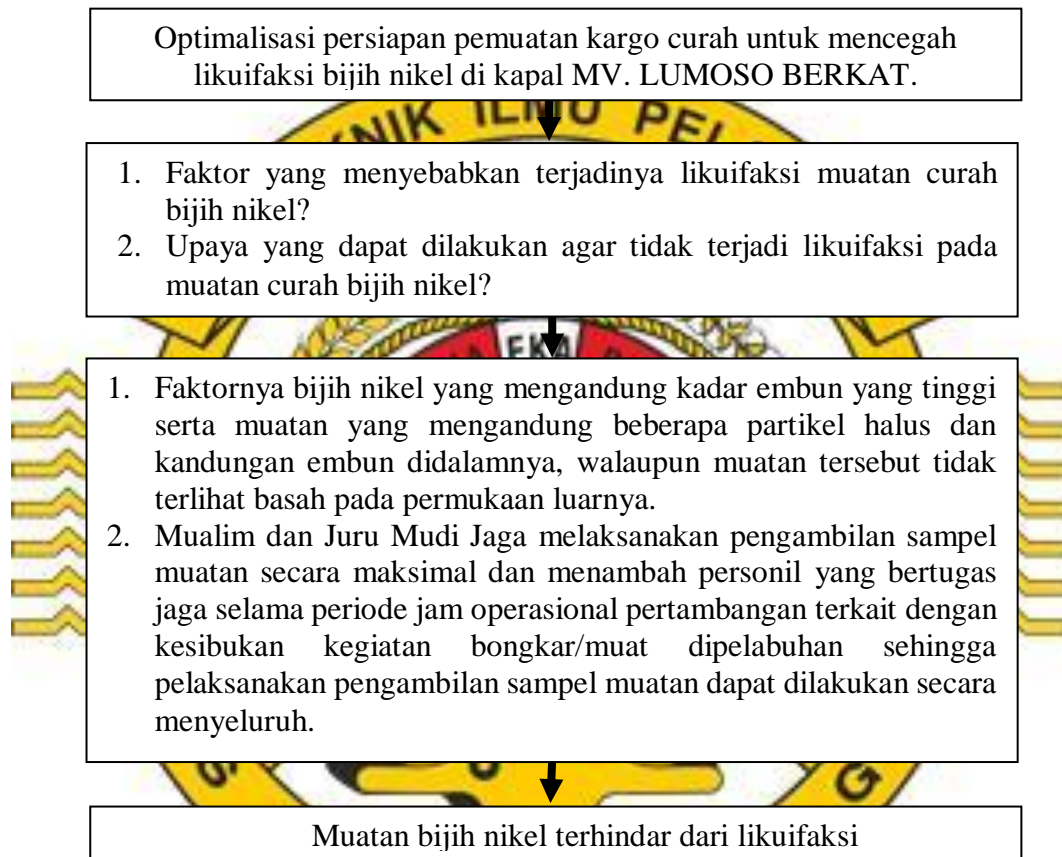 Optimalisasi persiapan pemuatan kargo curah untuk mencegah
likuifaksi bijih nikel di kapal MV. LUMOSO BERKAT.
NIK ILMU PEL
1. Faktor yang menyebabkan terjadinya likuifaksi muatan curah
bijih nikel?
2. Upaya yang dapat dilakukan agar tidak terjadi likuifaksi pada
muatan curah bijih nikel?
EKA
1. Faktornya bijih nikel yang mengandung kadar embun yang tinggi
serta muatan yang mengandung beberapa partikel halus dan
kandungan embun didalamnya, walaupun muatan tersebut tidak
terlihat basah pada permukaan luarnya.
2. Mualim dan Juru Mudi Jaga melaksanakan pengambilan sampel
muatan secara maksimal dan menambah personil yang bertugas
jaga selama periode jam operasional pertambangan terkait dengan
kesibukan kegiatan bongkar/muat dipelabuhan sehingga
pelaksanakan pengambilan sampel muatan dapat dilakukan secara
menyeluruh.
S G
Muatan bijih nikel terhindar dari likuifaksi